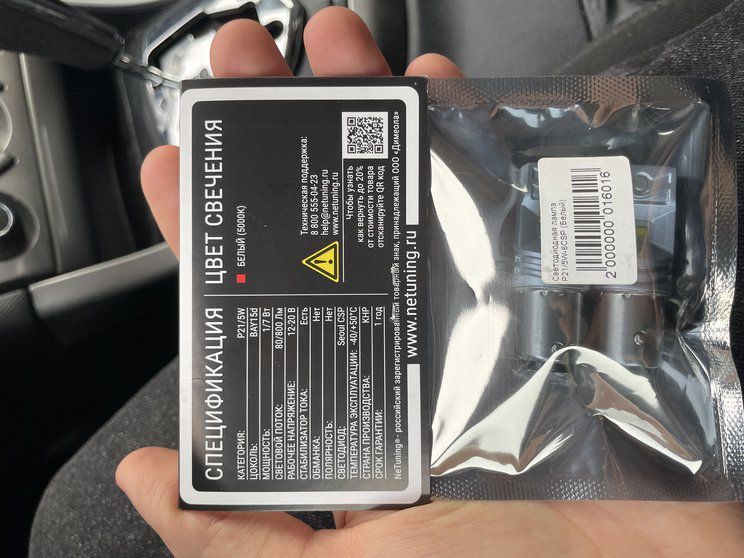 СПЕЦИФИКАЦИЯ
КАТЕГОРИЯ: P21/5W
ЦОКОЛЬ: BAY15d
МОЩНОСТЬ: 1/7 Вт
СВЕТОВОЙ ПОТОК: 80/800 Лм
РАБОЧЕЕ НАПРЯЖЕНИЕ: 12-20 В
СТАБИЛИЗАТОР ТОКА: Есть
ОБМАНКА: Нет
ПОЛЯРНОСТЬ: Нет
СВЕТОДИОД: Seoul CSP
ТЕМПЕРАТУРА ЭКСПЛУАТАЦИИ: -40/+50°C
СТРАНА ПРОИЗВОДСТВА: КНР
СРОК ГАРАНТИИ: 1 год
ЦВЕТ СВЕЧЕНИЯ
БЕЛЫЙ (5000K)
Техническая поддержка:
8 800 555-04-23
help@netuning.ru
www.netuning.ru
Чтобы узнать
как вернуть до 20%
от стоимости товара
отсканируйте QR код
NeTuning® - российский зарегистрированный товарный знак, принадлежащий ООО «Димеола»
www.netuning.ru
Светодиодная лампа
P21/5W-6CSP (Белый)
2000000016016